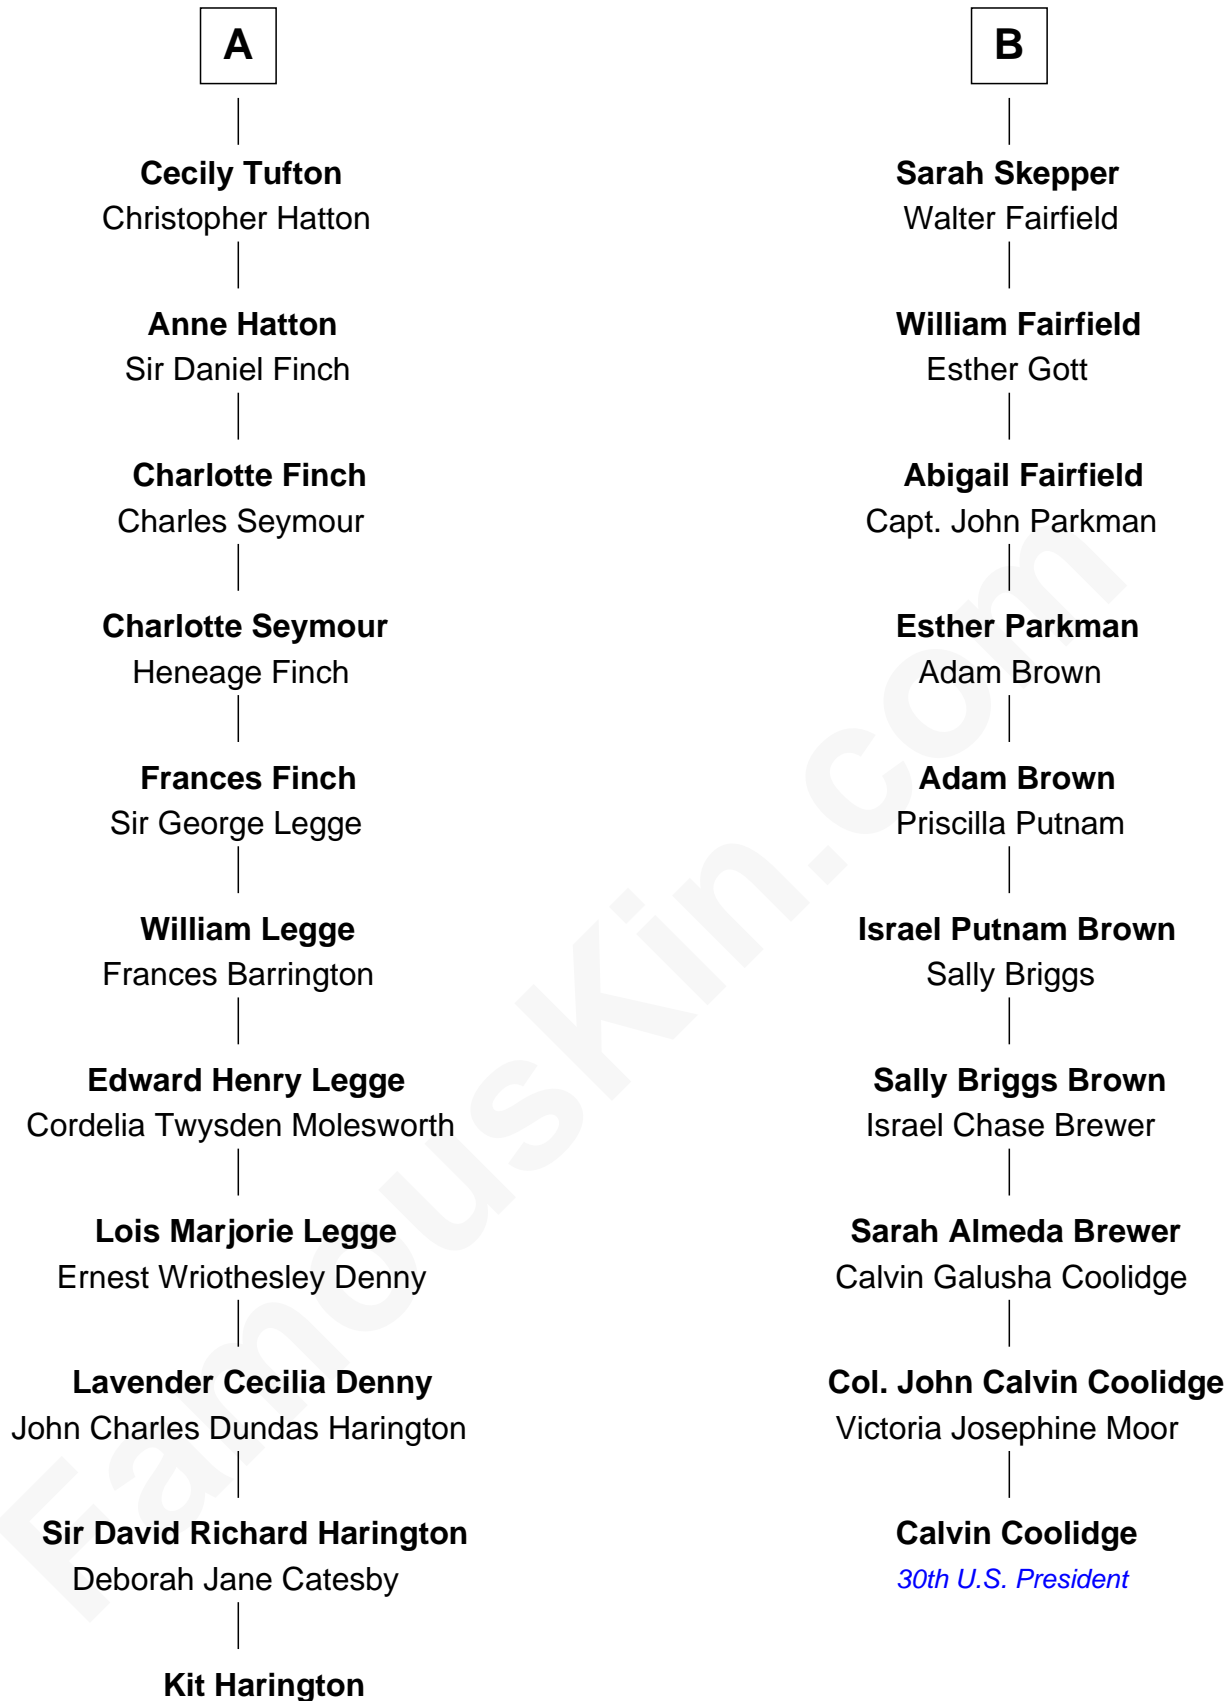 A
Cecily Tufton
Christopher Hatton
Anne Hatton
Sir Daniel Finch
Charlotte Finch
Charles Seymour
Charlotte Seymour
Heneage Finch
Frances Finch
Sir George Legge
William Legge
Frances Barrington
Edward Henry Legge
Cordelia Twysden Molesworth
Lois Marjorie Legge
Ernest Wriothesley Denny
Lavender Cecilia Denny
John Charles Dundas Harington
Sir David Richard Harington
Deborah Jane Catesby
Kit Harington
B
Sarah Skepper
Walter Fairfield
William Fairfield
Esther Gott
Abigail Fairfield
Capt. John Parkman
Esther Parkman
Adam Brown
Adam Brown
Priscilla Putnam
Israel Putnam Brown
Sally Briggs
Sally Briggs Brown
Israel Chase Brewer
Sarah Almeda Brewer
Calvin Galusha Coolidge
Col. John Calvin Coolidge
Victoria Josephine Moor
Calvin Coolidge
30th U.S. President
FamousKin.com